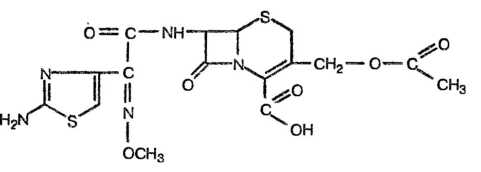 S
O C NH
O
N C N CH2 O C
O
C O CH3
H2N S N OH
OCH3